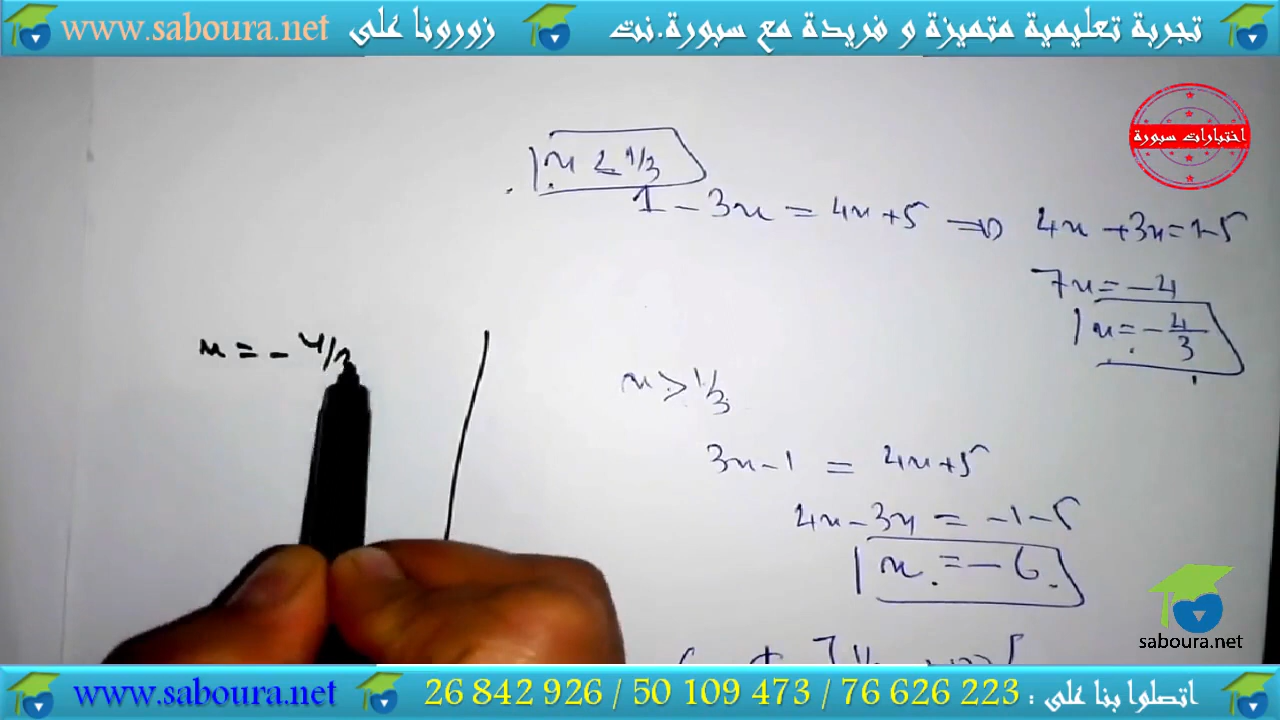 تجربة تعليمية متميزة و فريدة مع سبورة.نت زورونا على www.saboura.net
اختبارات سبورة
x < 1/3
1 - 3x = 4x + 5 ⇒ 4x + 3x = 1 - 5
7x = -4
x = - 4/3
x = - 4/3
x > 1/3
3x - 1 = 4x + 5
4x - 3x = -1 - 5
x = - 6
saboura.net
اتصلوا بنا على : 26 842 926 / 50 109 473 / 76 626 223 www.saboura.net